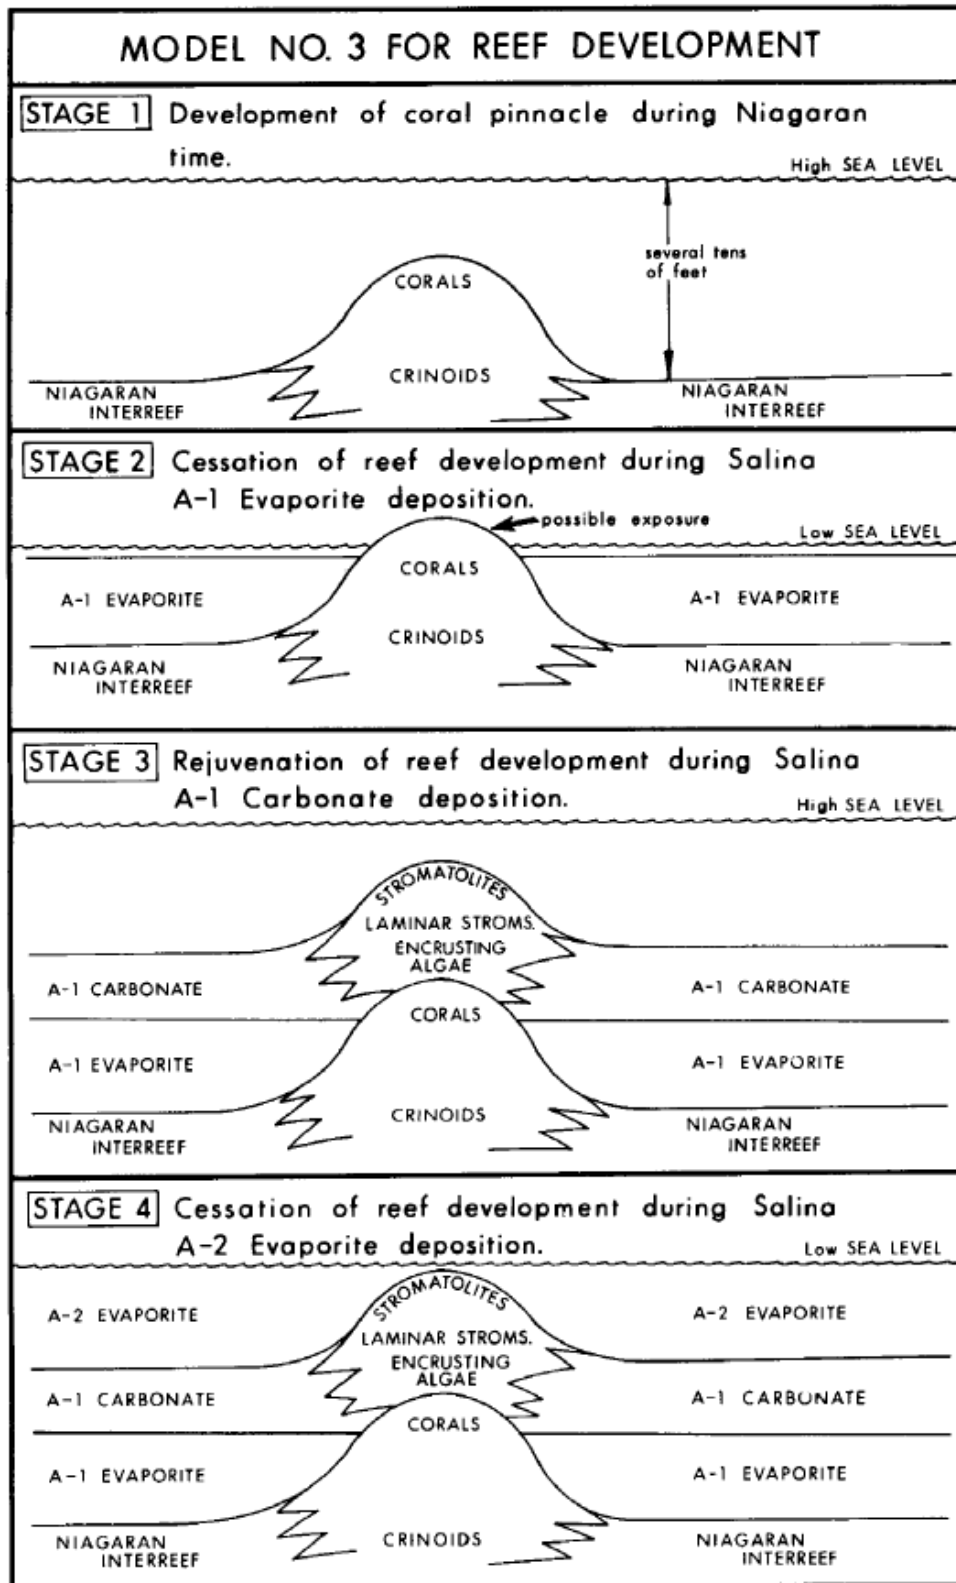 MODEL NO. 3 FOR REEF DEVELOPMENT
STAGE 1 Development of coral pinnacle during Niagaran
time.
High SEA LEVEL
several tens
of feet
CORALS
CRINOIDS
NIAGARAN
INTERREEF
NIAGARAN
INTERREEF
STAGE 2 Cessation of reef development during Salina
A-1 Evaporite deposition.
possible exposure
Low SEA LEVEL
CORALS
A-1 EVAPORITE
A-1 EVAPORITE
CRINOIDS
NIAGARAN
INTERREEF
NIAGARAN
INTERREEF
STAGE 3 Rejuvenation of reef development during Salina
A-1 Carbonate deposition.
High SEA LEVEL
STROMATOLITES
LAMINAR STROMS.
ENCRUSTING
ALGAE
A-1 CARBONATE
A-1 CARBONATE
CORALS
A-1 EVAPORITE
A-1 EVAPORITE
CRINOIDS
NIAGARAN
INTERREEF
NIAGARAN
INTERREEF
STAGE 4 Cessation of reef development during Salina
A-2 Evaporite deposition.
Low SEA LEVEL
STROMATOLITES
A-2 EVAPORITE
A-2 EVAPORITE
LAMINAR STROMS.
ENCRUSTING
ALGAE
A-1 CARBONATE
A-1 CARBONATE
CORALS
A-1 EVAPORITE
A-1 EVAPORITE
CRINOIDS
NIAGARAN
INTERREEF
NIAGARAN
INTERREEF